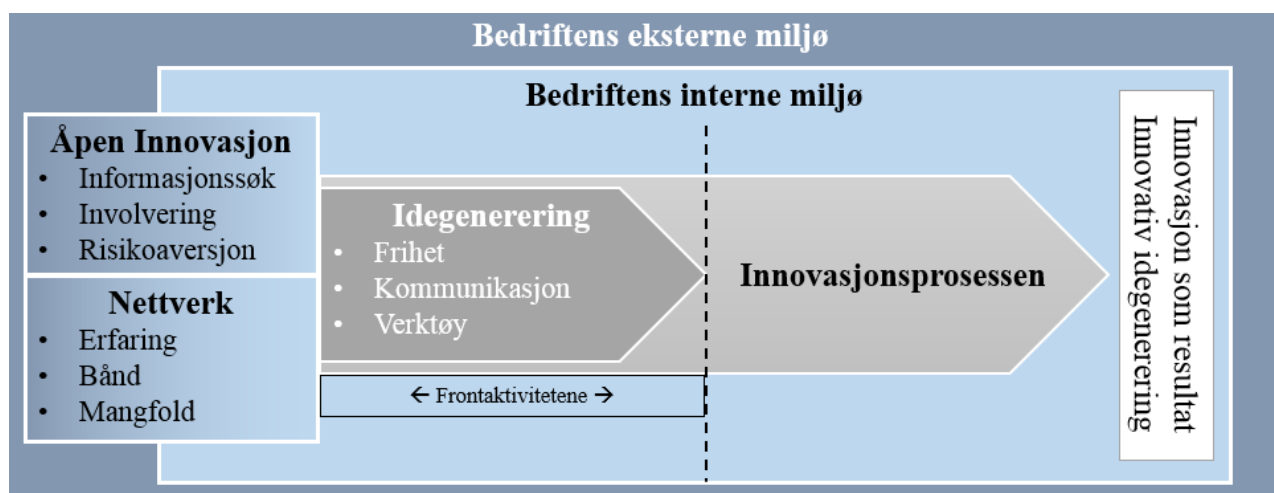 Bedriftens eksterne miljø
Bedriftens interne miljø
Åpen Innovasjon
• Informasjonssøk
• Involvering
• Risikoaversjon
Nettverk
• Erfaring
• Bånd
• Mangfold
Idegenerering
• Frihet
• Kommunikasjon
• Verktøy
← Frontaktivitetene →
Innovasjonsprosessen
Innovasjon som resultat
Innovativ idegenerering